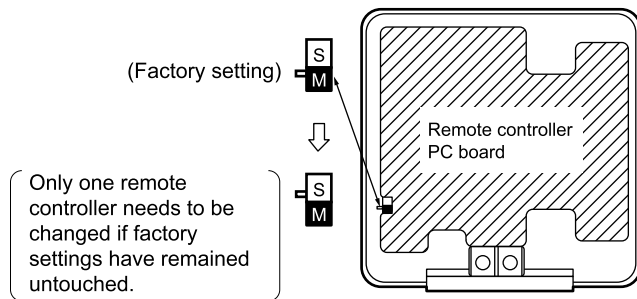 S
(Factory setting)
M
Remote controller
PC board
S
M
Only one remote
controller needs to be
changed if factory
settings have remained
untouched.